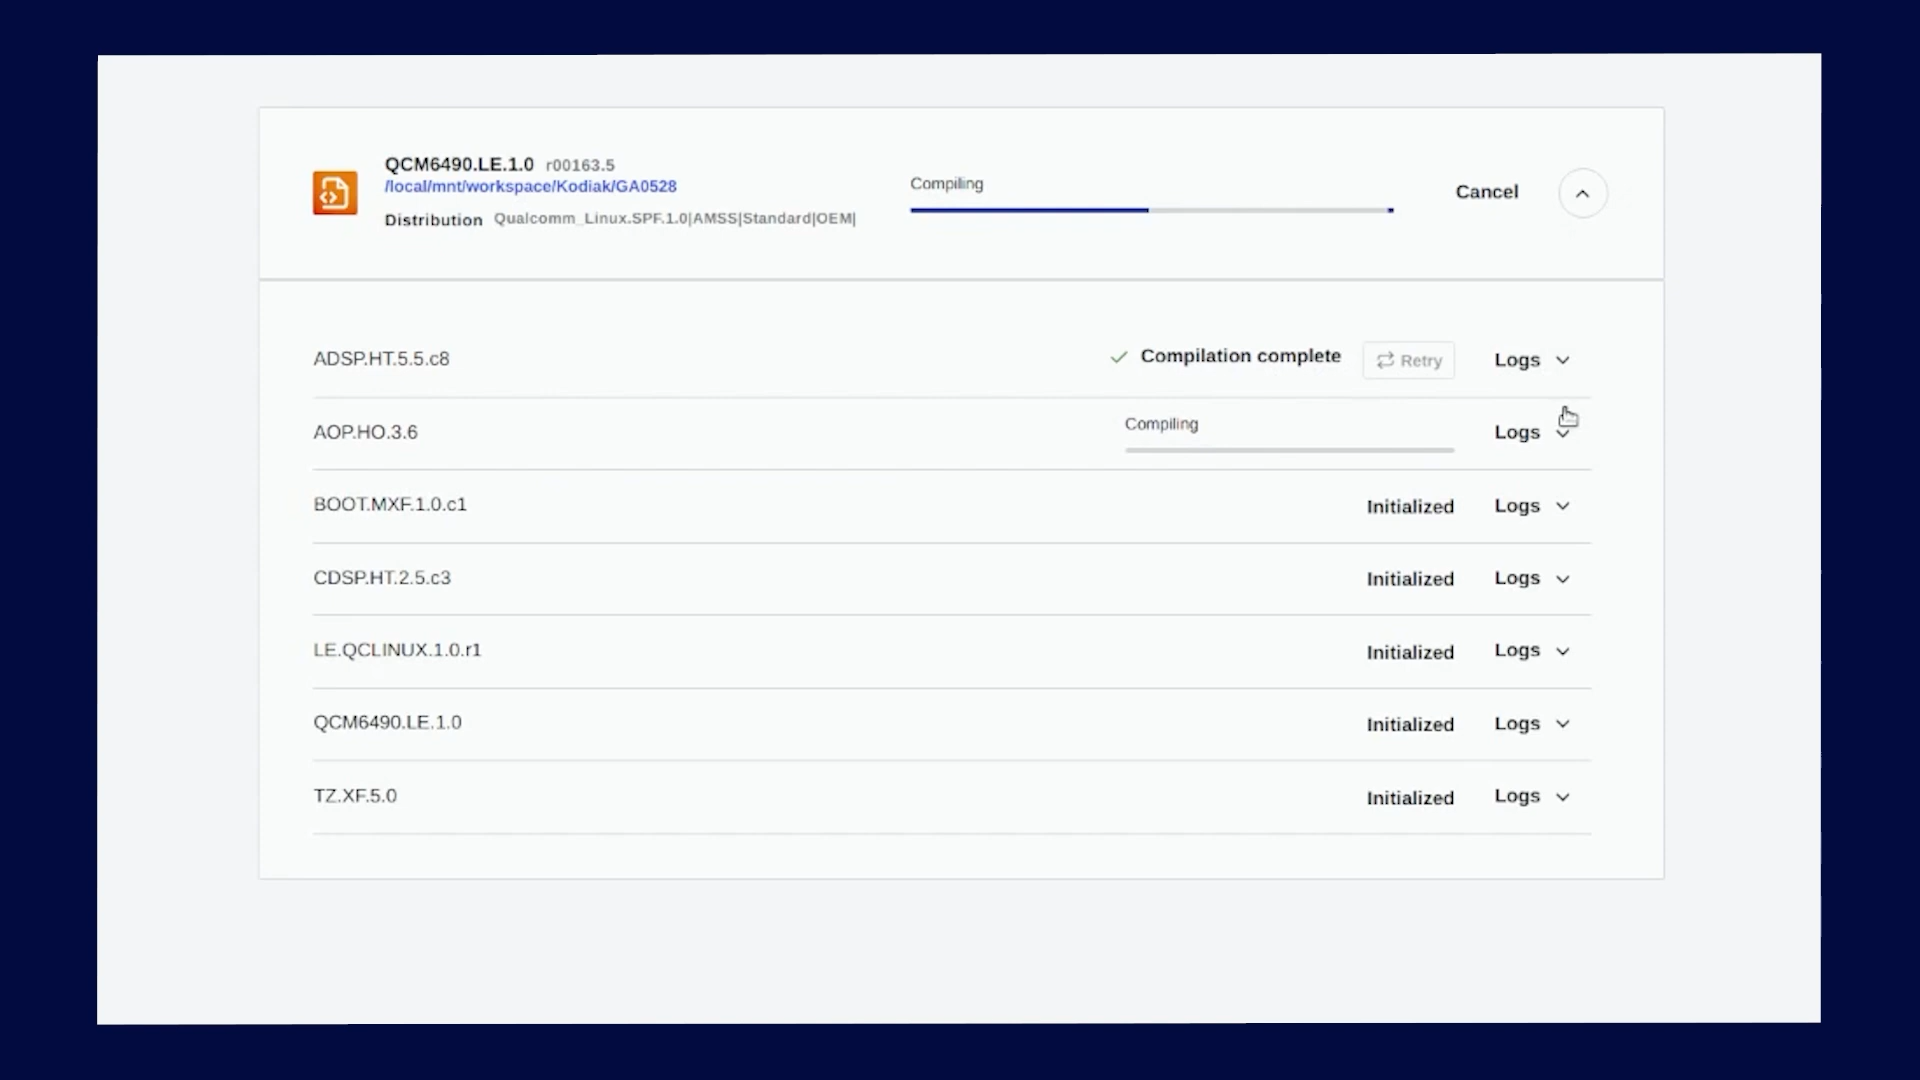 QCM6490.LE.1.0 r00163.5
/local/mnt/workspace/Kodiak/GA0528
Distribution Qualcomm_Linux.SPF.1.0|AMSS|Standard|OEM|
Compiling
Cancel
ADSP.HT.5.5.c8 Compilation complete Retry Logs
AOP.HO.3.6 Compiling Logs
BOOT.MXF.1.0.c1 Initialized Logs
CDSP.HT.2.5.c3 Initialized Logs
LE.QCLINUX.1.0.r1 Initialized Logs
QCM6490.LE.1.0 Initialized Logs
TZ.XF.5.0 Initialized Logs